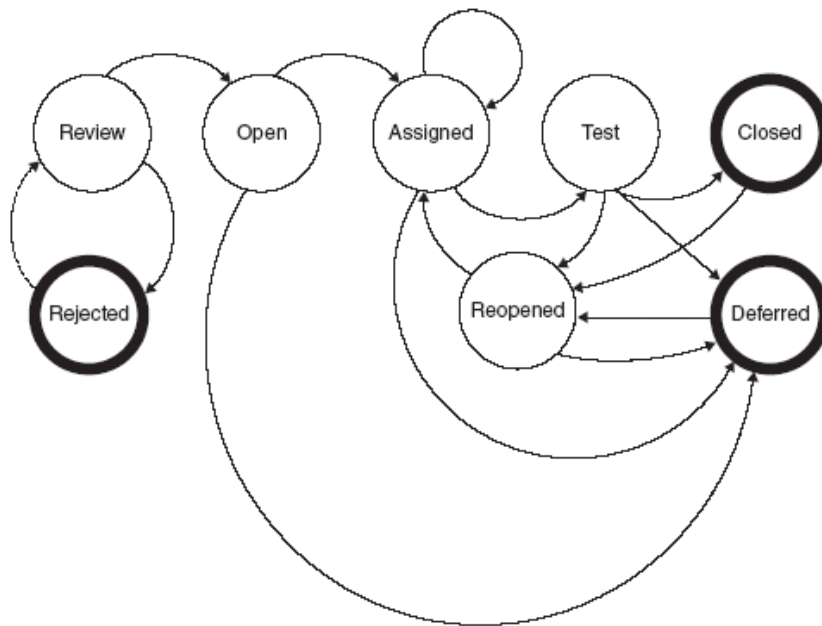 Review
Open
Assigned
Test
Closed
Rejected
Reopened
Deferred